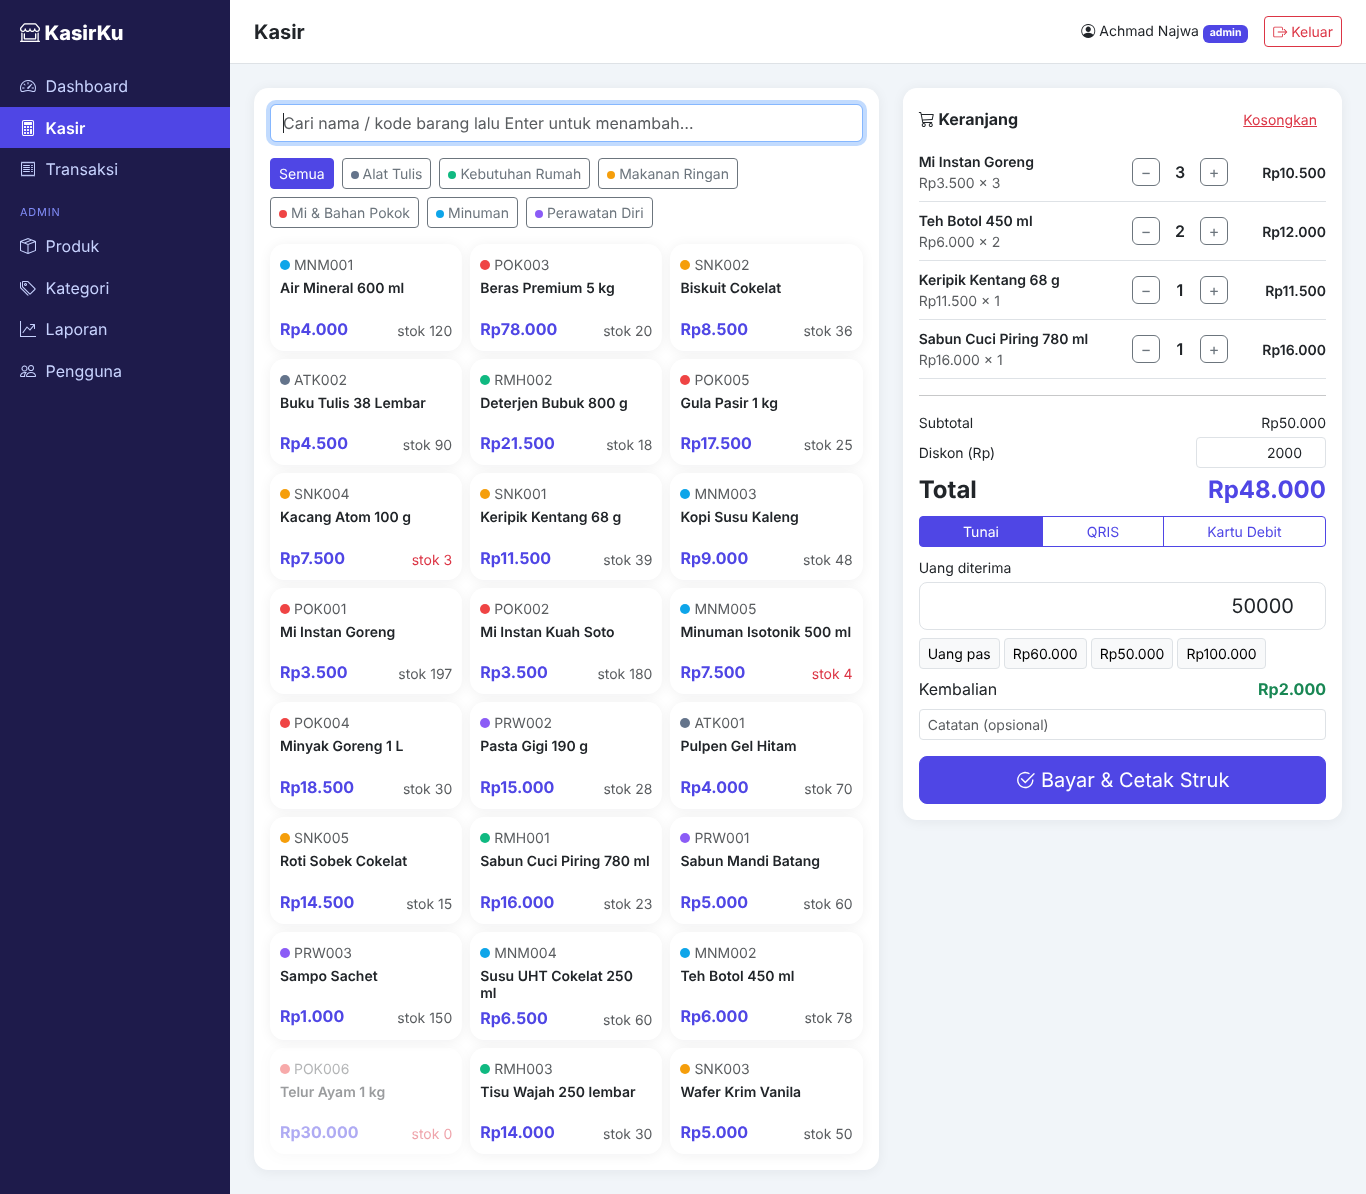 KasirKu
Dashboard
Kasir
Transaksi
ADMIN
Produk
Kategori
Laporan
Pengguna
Kasir
Achmad Najwa admin
Keluar
Cari nama / kode barang lalu Enter untuk menambah...
Semua Alat Tulis Kebutuhan Rumah Makanan Ringan
Mi & Bahan Pokok Minuman Perawatan Diri
MNM001
Air Mineral 600 ml
Rp4.000 stok 120
POK003
Beras Premium 5 kg
Rp78.000 stok 20
SNK002
Biskuit Cokelat
Rp8.500 stok 36
ATK002
Buku Tulis 38 Lembar
Rp4.500 stok 90
RMH002
Deterjen Bubuk 800 g
Rp21.500 stok 18
POK005
Gula Pasir 1 kg
Rp17.500 stok 25
SNK004
Kacang Atom 100 g
Rp7.500 stok 3
SNK001
Keripik Kentang 68 g
Rp11.500 stok 39
MNM003
Kopi Susu Kaleng
Rp9.000 stok 48
POK001
Mi Instan Goreng
Rp3.500 stok 197
POK002
Mi Instan Kuah Soto
Rp3.500 stok 180
MNM005
Minuman Isotonik 500 ml
Rp7.500 stok 4
POK004
Minyak Goreng 1 L
Rp18.500 stok 30
PRW002
Pasta Gigi 190 g
Rp15.000 stok 28
ATK001
Pulpen Gel Hitam
Rp4.000 stok 70
SNK005
Roti Sobek Cokelat
Rp14.500 stok 15
RMH001
Sabun Cuci Piring 780 ml
Rp16.000 stok 23
PRW001
Sabun Mandi Batang
Rp5.000 stok 60
PRW003
Sampo Sachet
Rp1.000 stok 150
MNM004
Susu UHT Cokelat 250
ml
Rp6.500 stok 60
MNM002
Teh Botol 450 ml
Rp6.000 stok 78
POK006
Telur Ayam 1 kg
Rp30.000 stok 0
RMH003
Tisu Wajah 250 lembar
Rp14.000 stok 30
SNK003
Wafer Krim Vanila
Rp5.000 stok 50
Keranjang Kosongkan
Mi Instan Goreng
Rp3.500 × 3
− 3 + Rp10.500
Teh Botol 450 ml
Rp6.000 × 2
− 2 + Rp12.000
Keripik Kentang 68 g
Rp11.500 × 1
− 1 + Rp11.500
Sabun Cuci Piring 780 ml
Rp16.000 × 1
− 1 + Rp16.000
Subtotal Rp50.000
Diskon (Rp) 2000
Total Rp48.000
Tunai QRIS Kartu Debit
Uang diterima
50000
Uang pas Rp60.000 Rp50.000 Rp100.000
Kembalian Rp2.000
Catatan (opsional)
Bayar & Cetak Struk